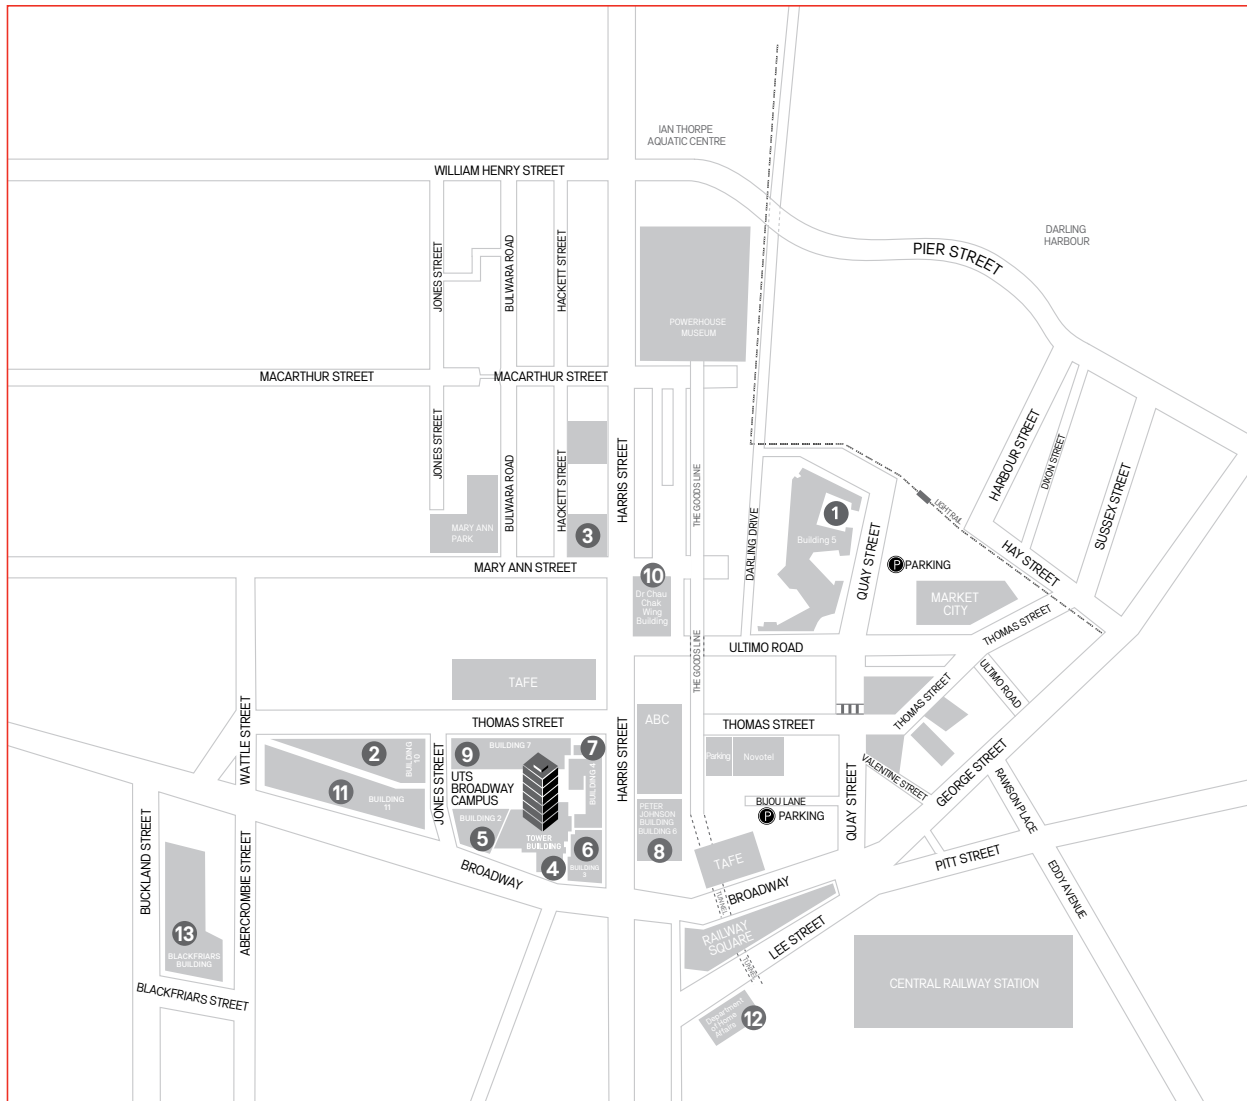 IAN THORPE
AQUATIC CENTRE
WILLIAM HENRY STREET
DARLING
HARBOUR
PIER STREET
JONES STREET
BULWARA ROAD
HACKETT STREET
POWERHOUSE
MUSEUM
MACARTHUR STREET
MACARTHUR STREET
JONES STREET
BULWARA ROAD
HACKETT STREET
HARRIS STREET
THE GOODS LINE
DARLING DRIVE
HARBOUR STREET
DIXON STREET
SUSSEX STREET
LIGHT RAIL
HAY STREET
1
Building 5
QUAY STREET
MARY ANN
PARK
3
MARY ANN STREET
P PARKING
10
Dr Chau
Chak
Wing
Building
MARKET
CITY
THOMAS STREET
ULTIMO ROAD
THE GOODS LINE
ULTIMO ROAD
TAFE
THOMAS STREET
WATTLE STREET
THOMAS STREET
HARRIS STREET
ABC
THOMAS STREET
GEORGE STREET
2
BUILDING
10
JONES STREET
9
BUILDING 7
7
BUILDING 4
UTS
BROADWAY
CAMPUS
Parking
Novotel
VALENTINE STREET
RAWSON PLACE
11
BUILDING
11
BUILDING 2
5
TOWER
BUILDING
4
6
BUILDING
3
PETER
JOHNSON
BUILDING
BUILDING 6
8
BIJOU LANE
P PARKING
QUAY STREET
BUCKLAND STREET
ABERCROMBIE STREET
BROADWAY
TAFE
BROADWAY
PITT STREET
EDDY AVENUE
TUNNEL
13
BLACKFRIARS
BUILDING
RAILWAY
SQUARE
LEE STREET
TUNNEL
CENTRAL RAILWAY STATION
BLACKFRIARS STREET
Department
of Home
Affairs
12